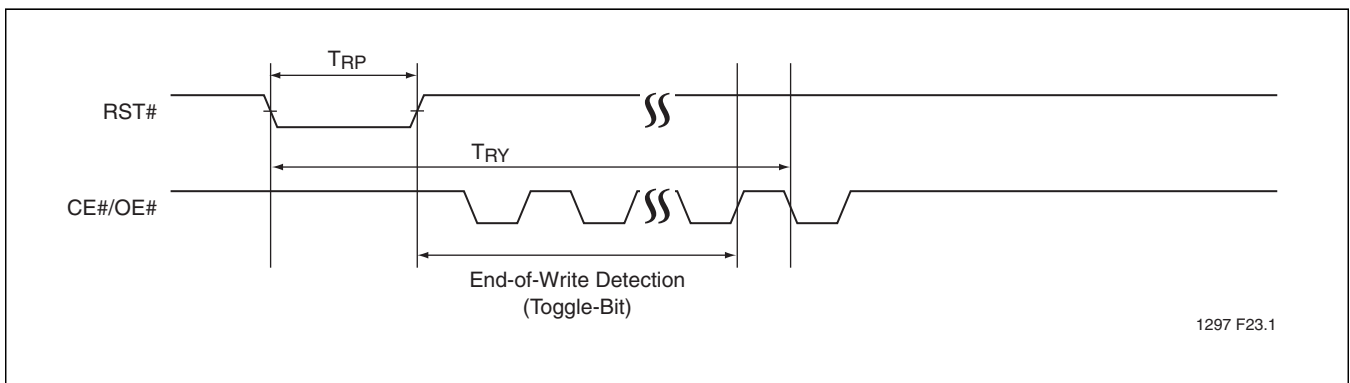 TRP
RST#
TRY
CE#/OE#
End-of-Write Detection
(Toggle-Bit)
1297 F23.1